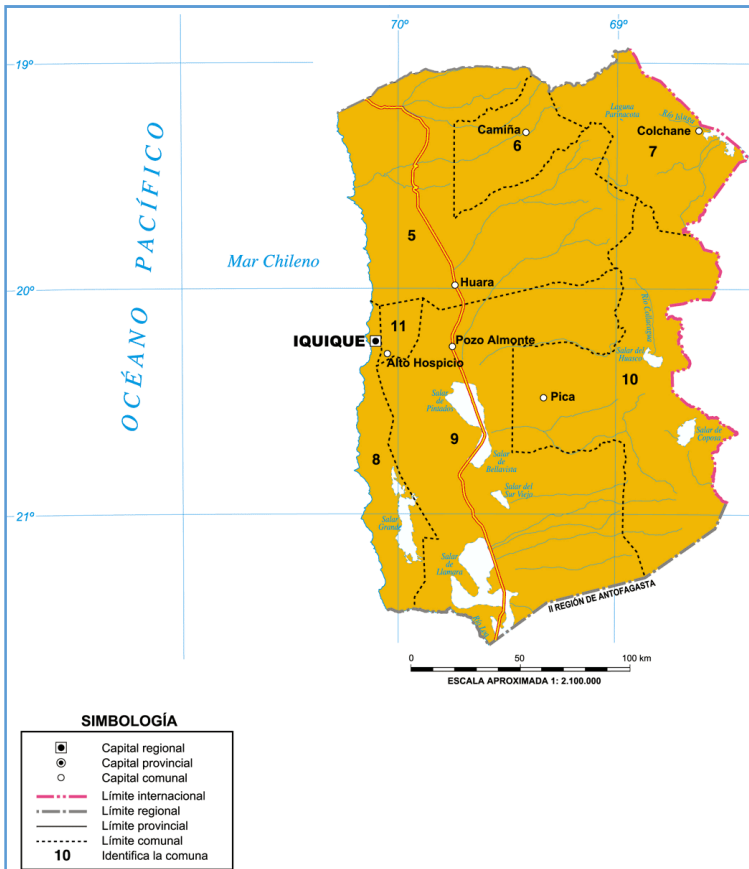 70º
69º
19º
Laguna
Parinacota
Río Isluga
Camiña
6
Colchane
7
OCÉANO PACÍFICO
5
Mar Chileno
20º
Huara
11
IQUIQUE
Alto Hospicio
Pozo Almonte
Río Collacagua
Salar del
Huasco
10
Pica
Salar
de
Pintados
9
Salar de
Coposa
8
Salar
de
Bellavista
Salar del
Sur Viejo
21º
Salar
Grande
Salar
de
Llamara
II REGIÓN DE ANTOFAGASTA
Río Loa
0 50 100 km
ESCALA APROXIMADA 1: 2.100.000
SIMBOLOGÍA
Capital regional
Capital provincial
Capital comunal
Límite internacional
Límite regional
Límite provincial
Límite comunal
10 Identifica la comuna